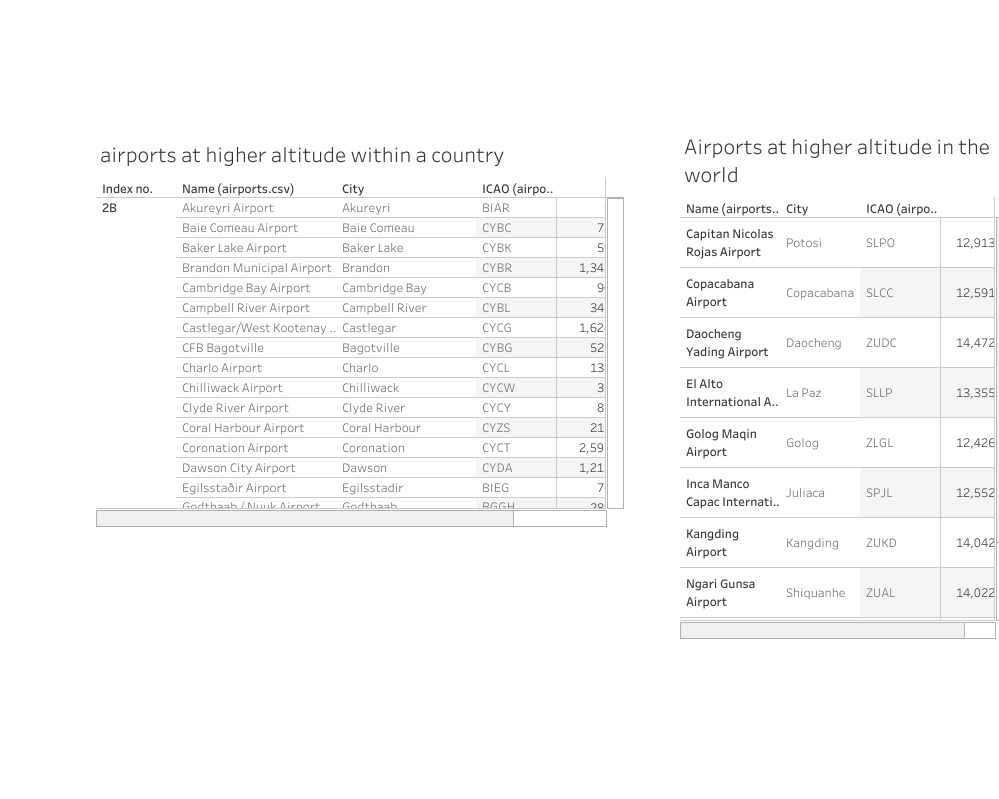 airports at higher altitude within a country
Index no. Name (airports.csv) City ICAO (airpo..
2B Akureyri Airport Akureyri BIAR
Baie Comeau Airport Baie Comeau CYBC 7
Baker Lake Airport Baker Lake CYBK 5
Brandon Municipal Airport Brandon CYBR 1,34
Cambridge Bay Airport Cambridge Bay CYCB 9
Campbell River Airport Campbell River CYBL 34
Castlegar/West Kootenay .. Castlegar CYCG 1,62
CFB Bagotville Bagotville CYBG 52
Charlo Airport Charlo CYCL 13
Chilliwack Airport Chilliwack CYCW 3
Clyde River Airport Clyde River CYCY 8
Coral Harbour Airport Coral Harbour CYZS 21
Coronation Airport Coronation CYCT 2,59
Dawson City Airport Dawson CYDA 1,21
Egilsstaðir Airport Egilsstadir BIEG 7
Godthaab / Nuuk Airport Godthaab BGGH 28
Airports at higher altitude in the
world
Name (airports.. City ICAO (airpo..
Capitan Nicolas
Rojas Airport Potosi SLPO 12,913
Copacabana
Airport Copacabana SLCC 12,591
Daocheng
Yading Airport Daocheng ZUDC 14,472
El Alto
International A.. La Paz SLLP 13,355
Golog Maqin
Airport Golog ZLGL 12,426
Inca Manco
Capac Internati.. Juliaca SPJL 12,552
Kangding
Airport Kangding ZUKD 14,042
Ngari Gunsa
Airport Shiquanhe ZUAL 14,022